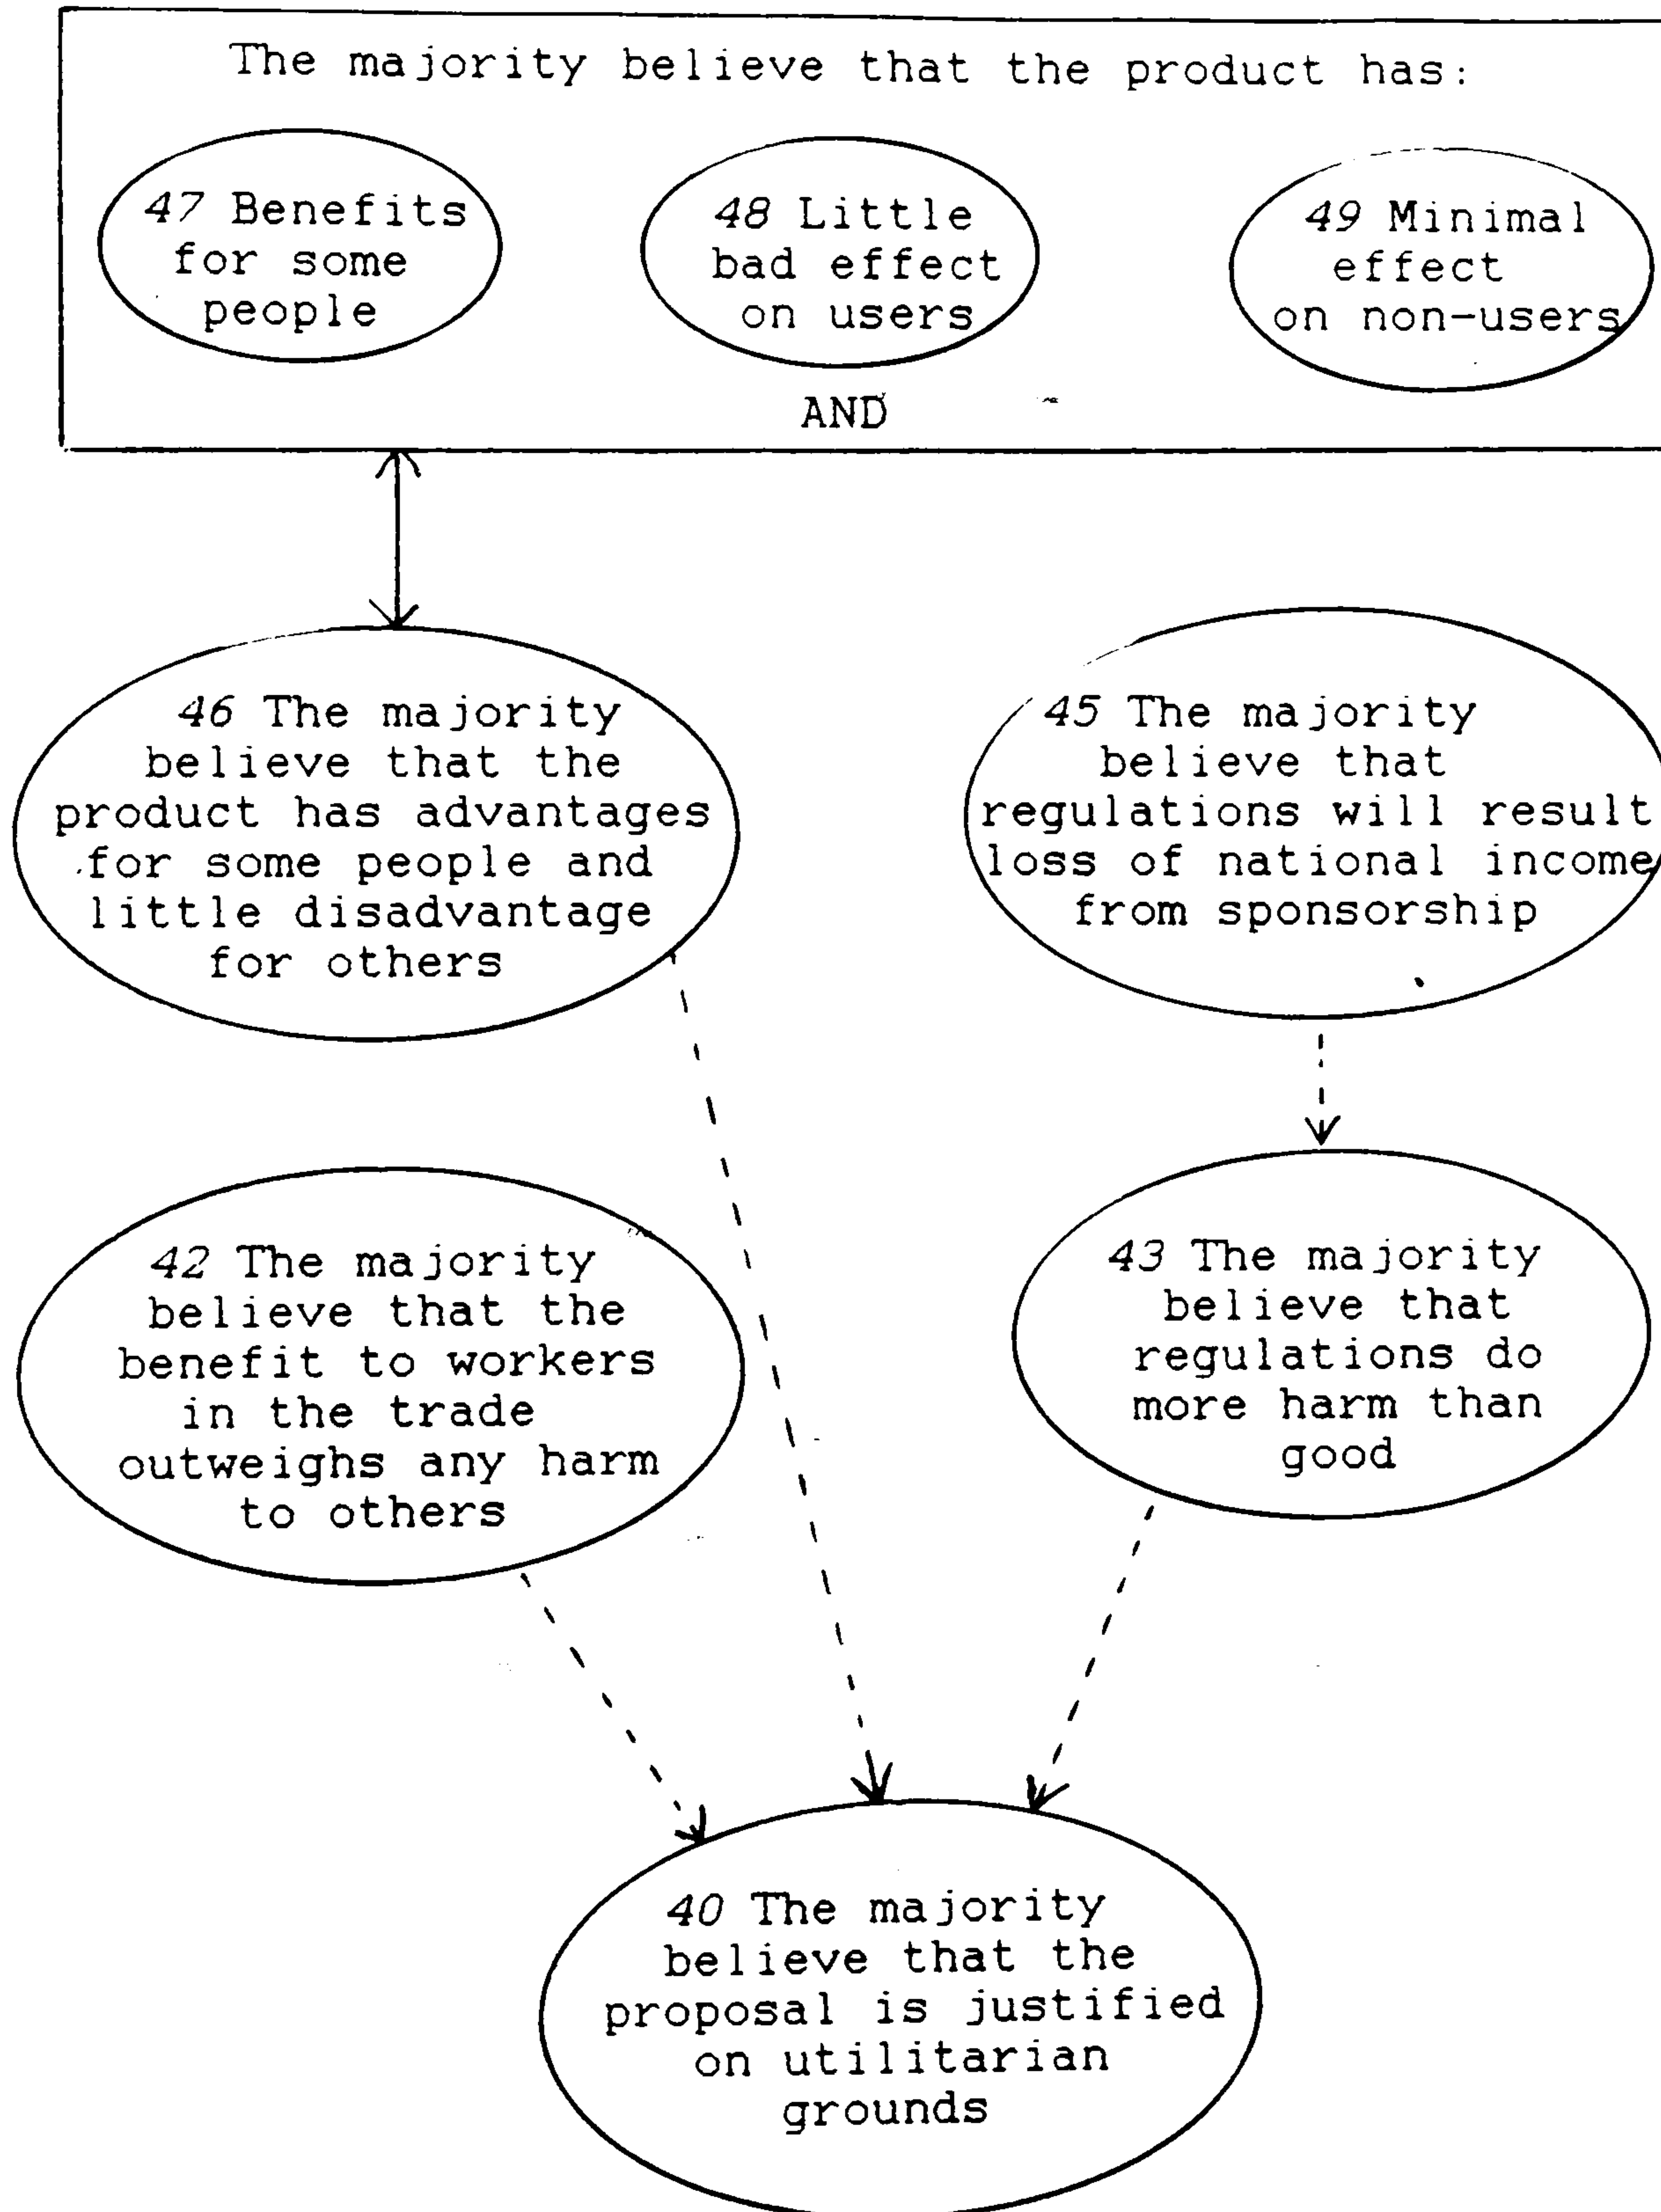 The majority believe that the product has:
47 Benefits
for some
people
48 Little
bad effect
on users
49 Minimal
effect
on non-users
AND
46 The majority
believe that the
product has advantages
for some people and
little disadvantage
for others
45 The majority
believe that
regulations will result
loss of national income
from sponsorship
42 The majority
believe that the
benefit to workers
in the trade
outweighs any harm
to others
43 The majority
believe that
regulations do
more harm than
good
40 The majority
believe that the
proposal is justified
on utilitarian
grounds